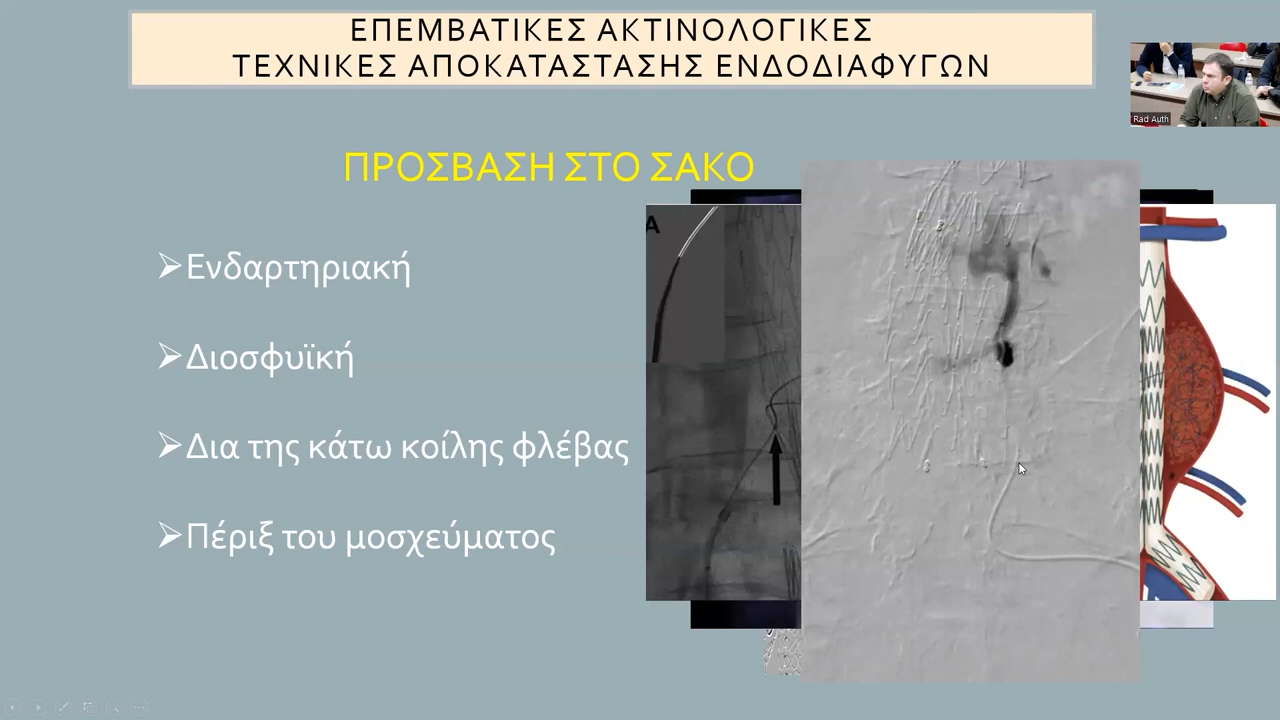 ΕΠΕΜΒΑΤΙΚΕΣ ΑΚΤΙΝΟΛΟΓΙΚΕΣ
ΤΕΧΝΙΚΕΣ ΑΠΟΚΑΤΑΣΤΑΣΗΣ ΕΝΔΟΔΙΑΦΥΓΩΝ
Rad Auth
ΠΡΟΣΒΑΣΗ ΣΤΟ ΣΑΚΟ
A
Ενδαρτηριακή
Διοσφυϊκή
Δια της κάτω κοίλης φλέβας
Πέριξ του μοσχεύματος